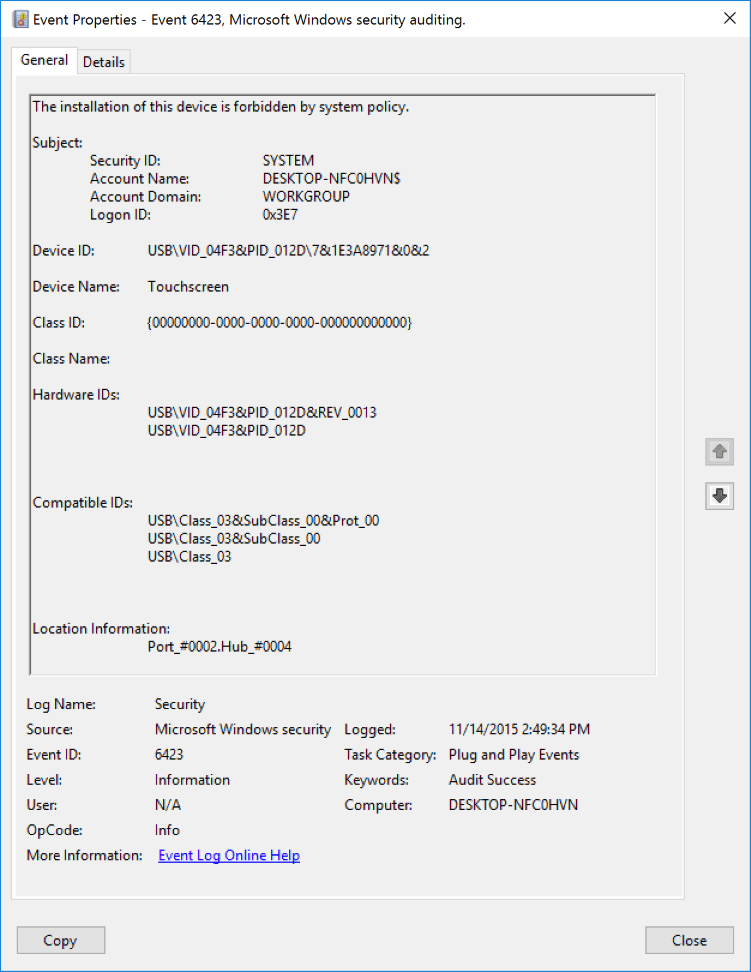 Event Properties - Event 6423, Microsoft Windows security auditing.
General Details
The installation of this device is forbidden by system policy.
Subject:
Security ID: SYSTEM
Account Name: DESKTOP-NFC0HVN$
Account Domain: WORKGROUP
Logon ID: 0x3E7
Device ID: USB\VID_04F3&PID_012D\7&1E3A8971&0&2
Device Name: Touchscreen
Class ID: {00000000-0000-0000-0000-000000000000}
Class Name:
Hardware IDs:
USB\VID_04F3&PID_012D&REV_0013
USB\VID_04F3&PID_012D
Compatible IDs:
USB\Class_03&SubClass_00&Prot_00
USB\Class_03&SubClass_00
USB\Class_03
Location Information:
Port_#0002.Hub_#0004
Log Name: Security
Source: Microsoft Windows security Logged: 11/14/2015 2:49:34 PM
Event ID: 6423 Task Category: Plug and Play Events
Level: Information Keywords: Audit Success
User: N/A Computer: DESKTOP-NFC0HVN
OpCode: Info
More Information: Event Log Online Help
Copy Close